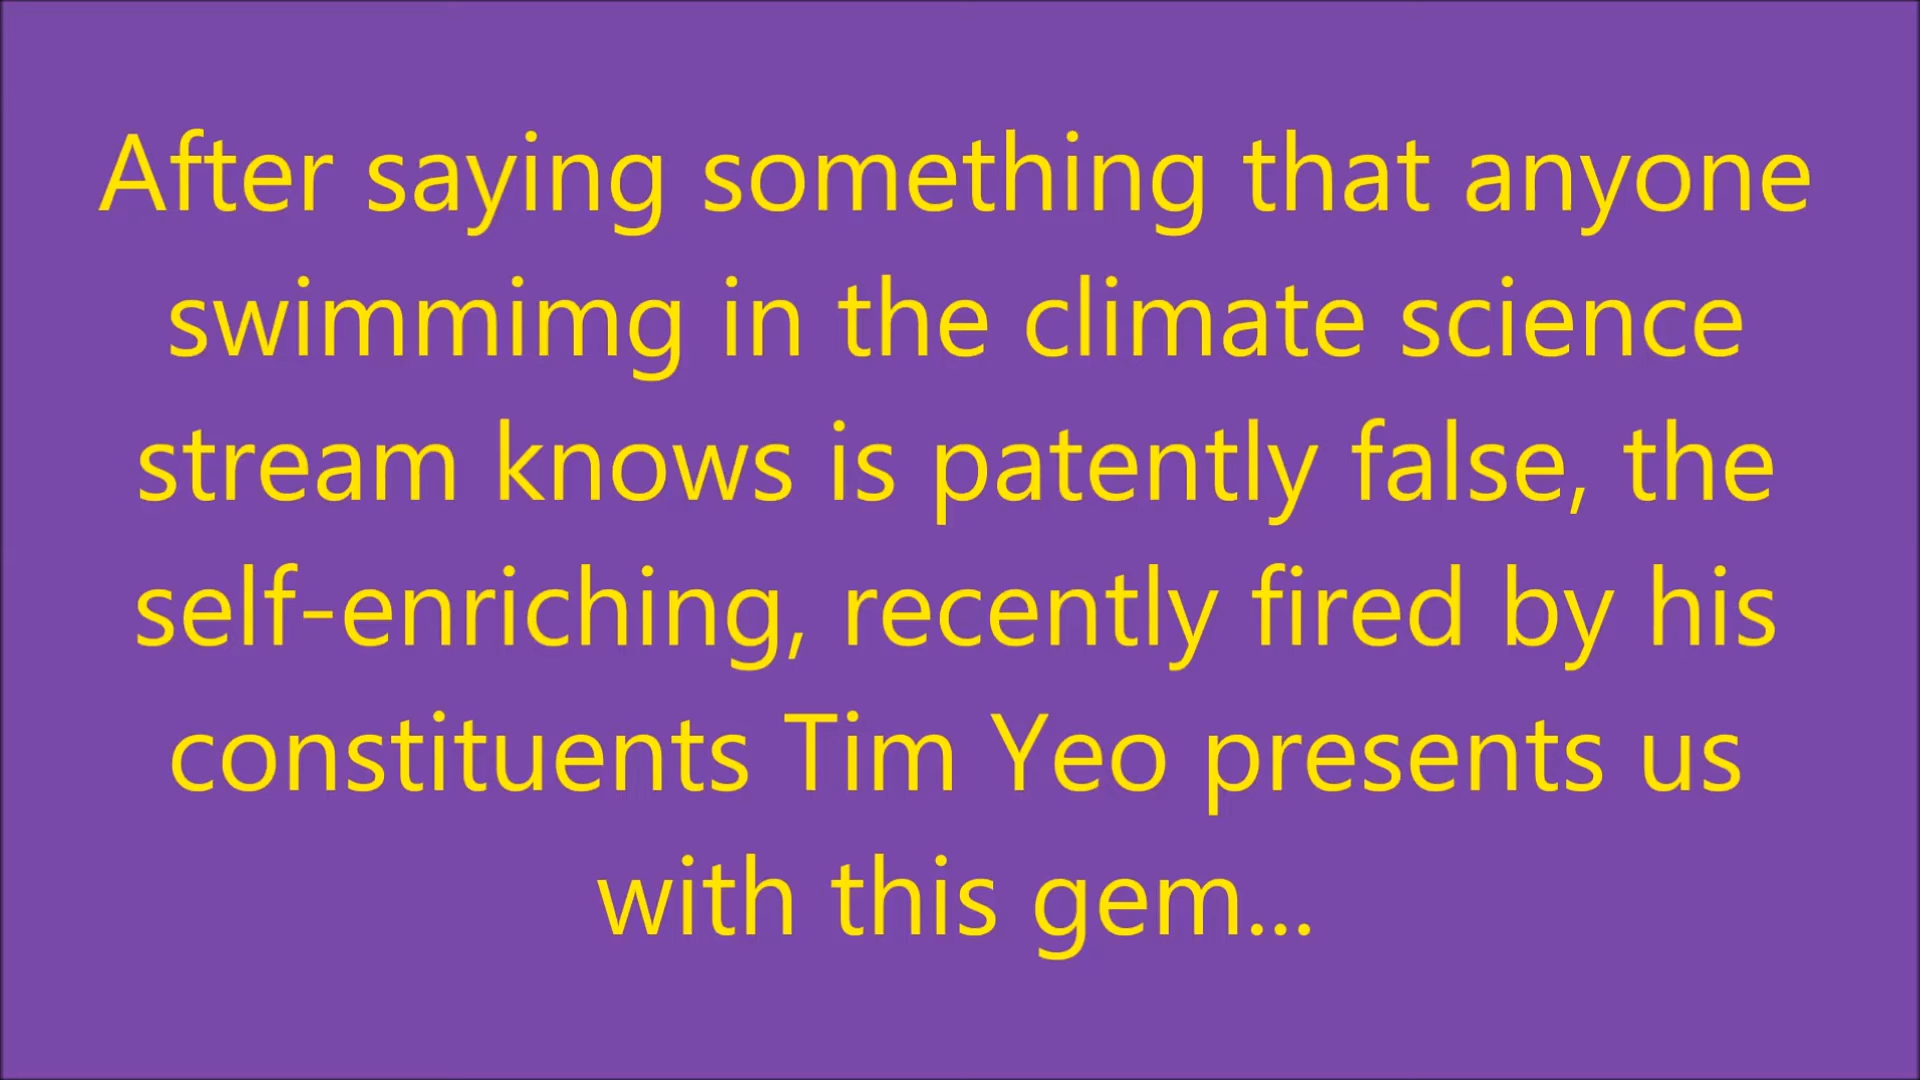 After saying something that anyone
swimmimg in the climate science
stream knows is patently false, the
self-enriching, recently fired by his
constituents Tim Yeo presents us
with this gem...